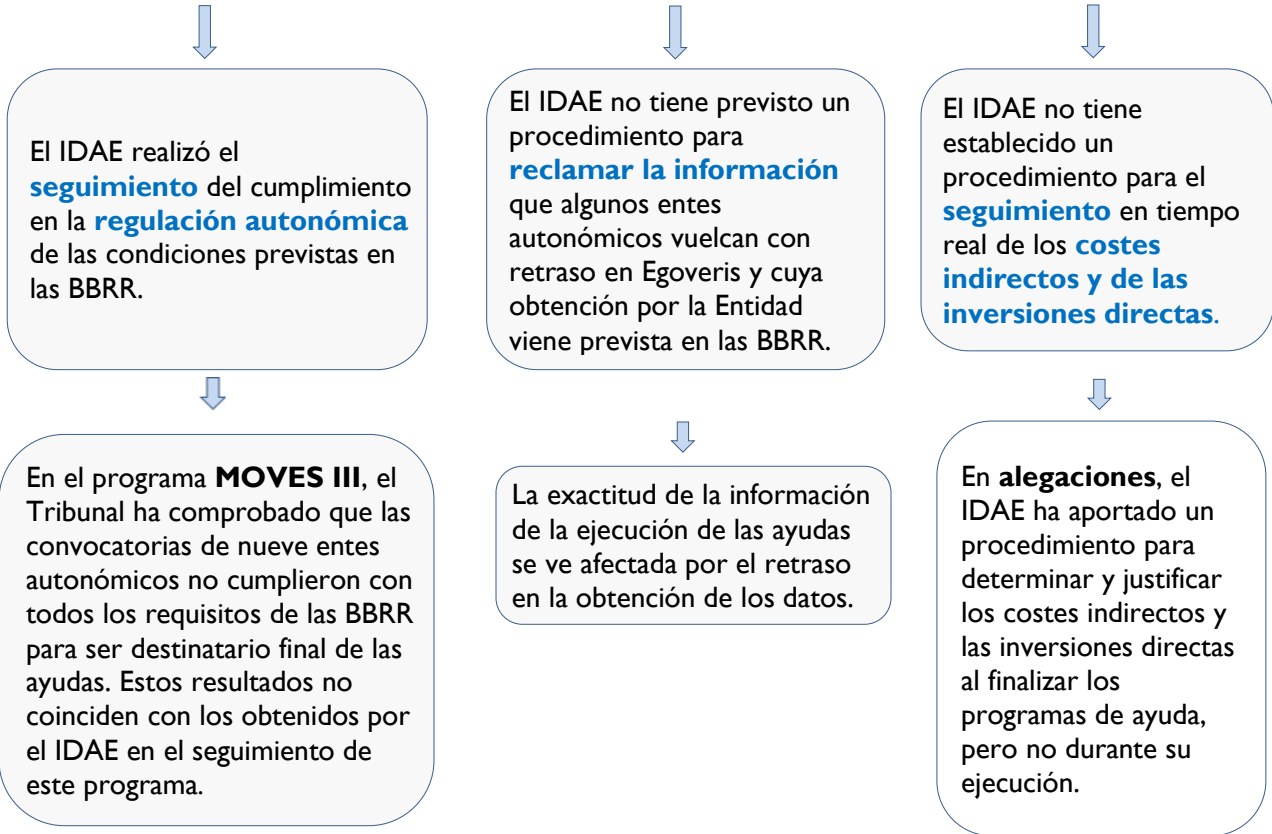 El IDAE realizó el
seguimiento del cumplimiento
en la regulación autonómica
de las condiciones previstas en
las BBRR.
En el programa MOVES III, el
Tribunal ha comprobado que las
convocatorias de nueve entes
autonómicos no cumplieron con
todos los requisitos de las BBRR
para ser destinatario final de las
ayudas. Estos resultados no
coinciden con los obtenidos por
el IDAE en el seguimiento de
este programa.
El IDAE no tiene previsto un
procedimiento para
reclamar la información
que algunos entes
autonómicos vuelcan con
retraso en Egoveris y cuya
obtención por la Entidad
viene prevista en las BBRR.
La exactitud de la información
de la ejecución de las ayudas
se ve afectada por el retraso
en la obtención de los datos.
El IDAE no tiene
establecido un
procedimiento para el
seguimiento en tiempo
real de los costes
indirectos y de las
inversiones directas.
En alegaciones, el
IDAE ha aportado un
procedimiento para
determinar y justificar
los costes indirectos y
las inversiones directas
al finalizar los
programas de ayuda,
pero no durante su
ejecución.